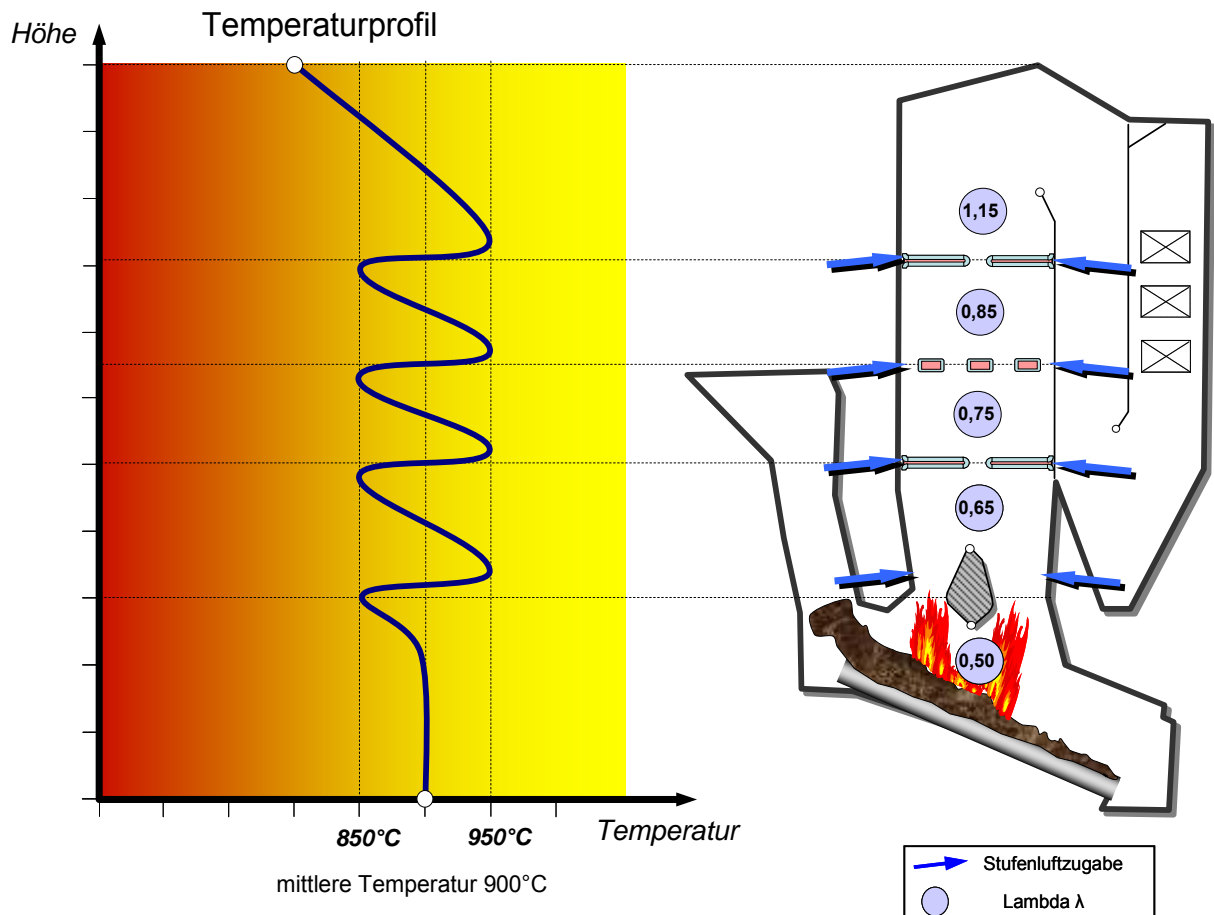 Temperaturprofil
Höhe
1,15
0,85
0,75
0,65
0,50
850°C
950°C
Temperatur
mittlere Temperatur 900°C
Stufenluftzugabe
Lambda λ